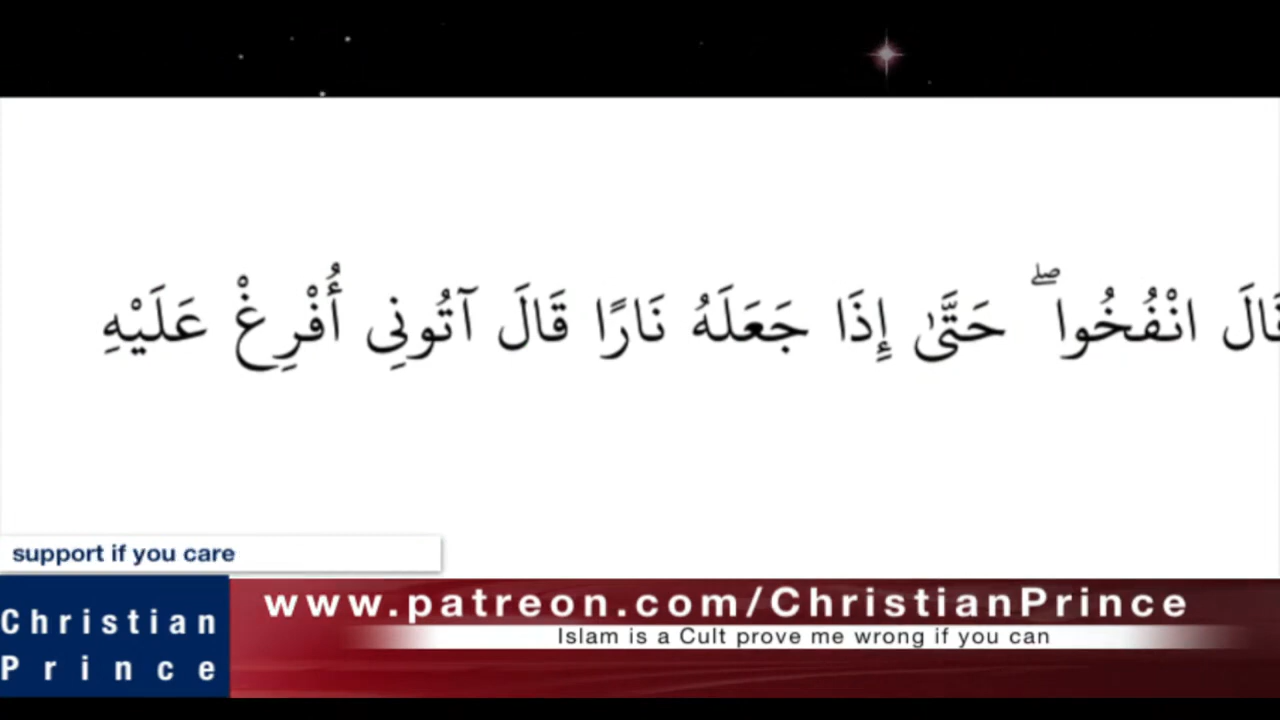 انْفُخُوا ۖ حَتَّىٰ إِذَا جَعَلَهُ نَارًا قَالَ آتُونِي أُفْرِغْ عَلَيْهِ
support if you care
www.patreon.com/ChristianPrince
Islam is a Cult prove me wrong if you can
Christian
Prince